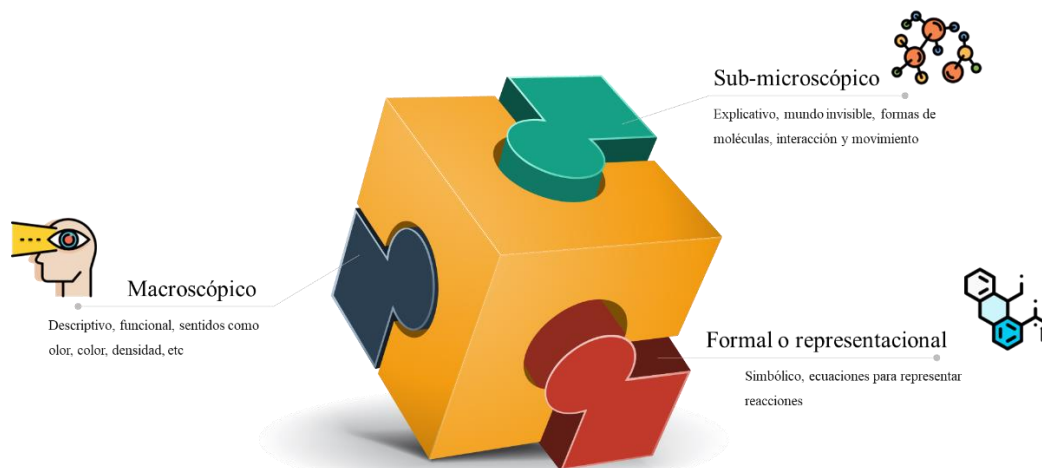 Sub-microscópico
Explicativo, mundo invisible, formas de
moléculas, interacción y movimiento
Macroscópico
Descriptivo, funcional, sentidos como
olor, color, densidad, etc
Formal o representacional
Simbólico, ecuaciones para representar
reacciones